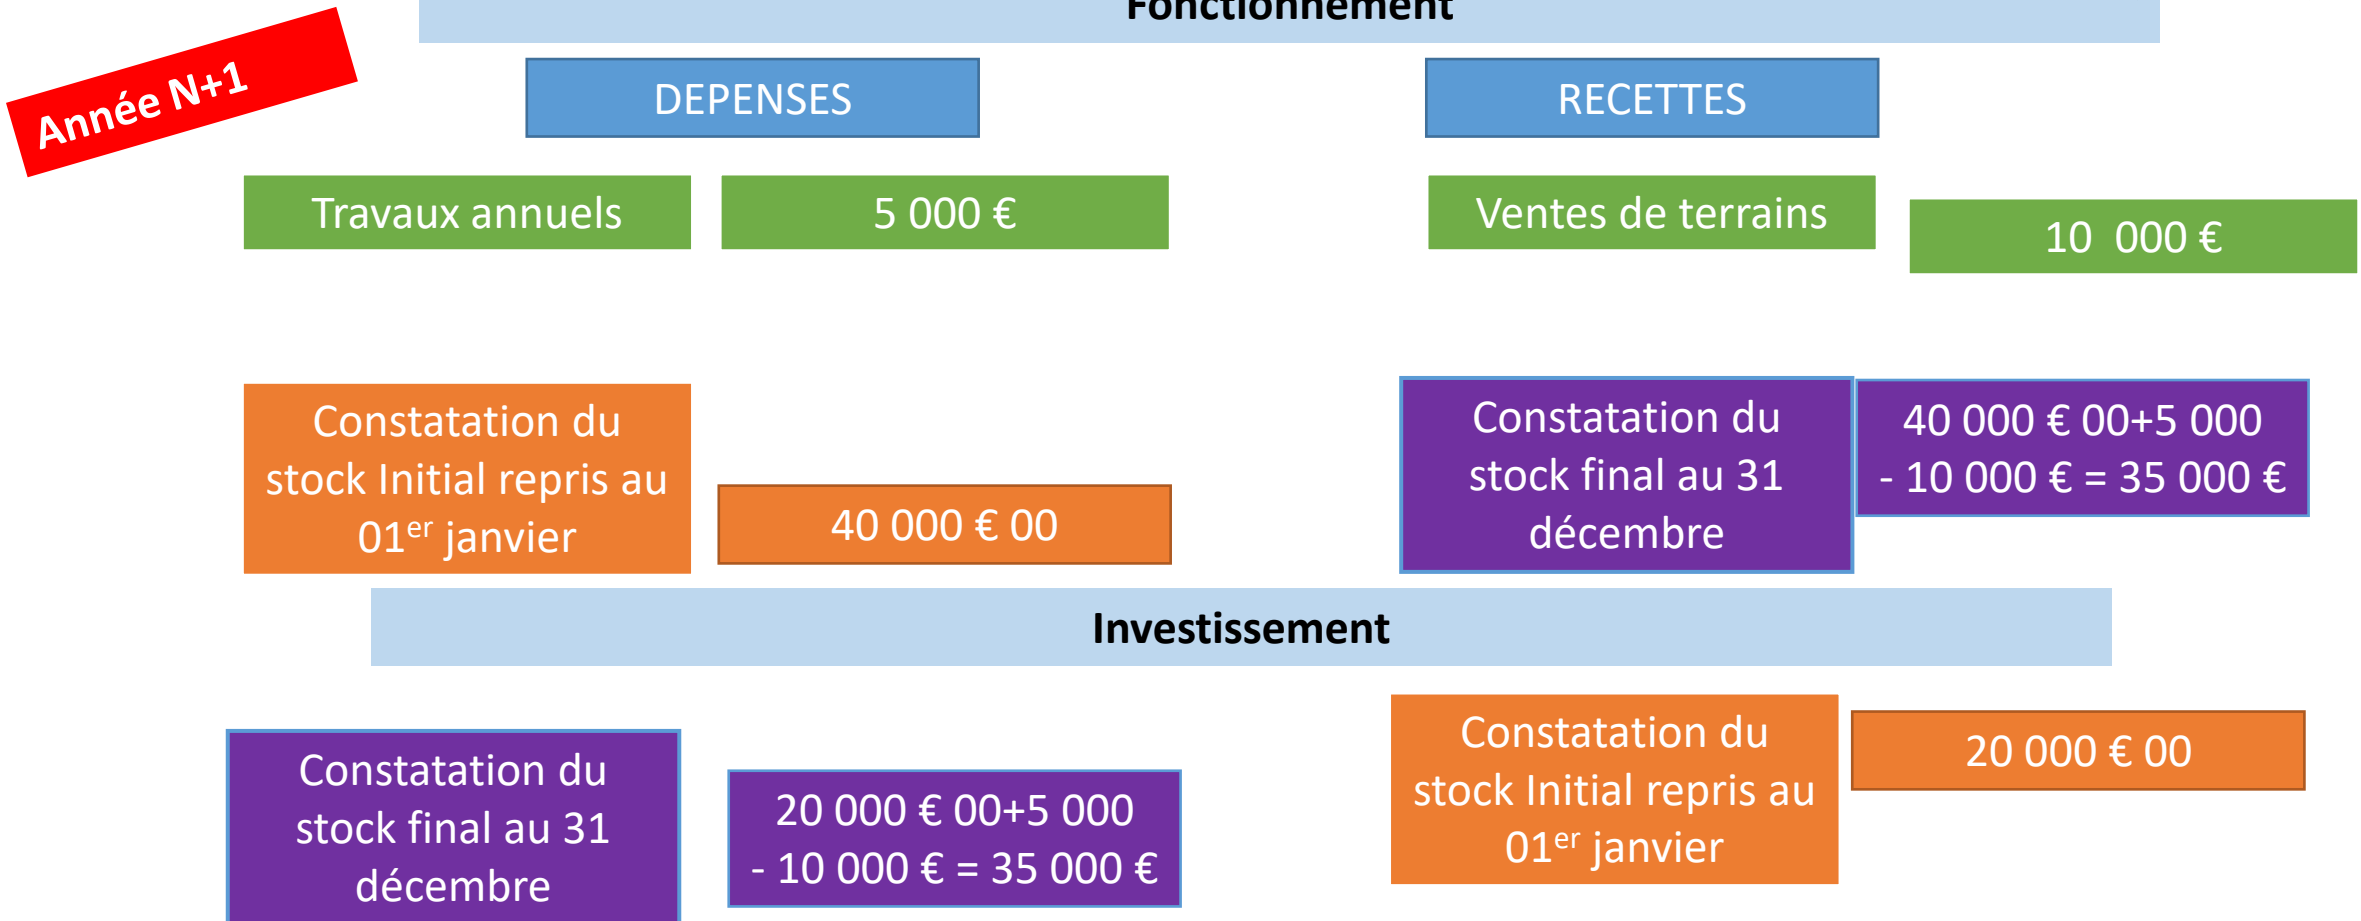 Fonctionnement
Année N+1
DEPENSES
RECETTES
Travaux annuels
5 000 €
Ventes de terrains
10 000 €
Constatation du
stock Initial repris au
01er janvier
40 000 € 00
Constatation du
stock final au 31
décembre
40 000 € 00+5 000
- 10 000 € = 35 000 €
Investissement
Constatation du
stock final au 31
décembre
20 000 € 00+5 000
- 10 000 € = 35 000 €
Constatation du
stock Initial repris au
01er janvier
20 000 € 00